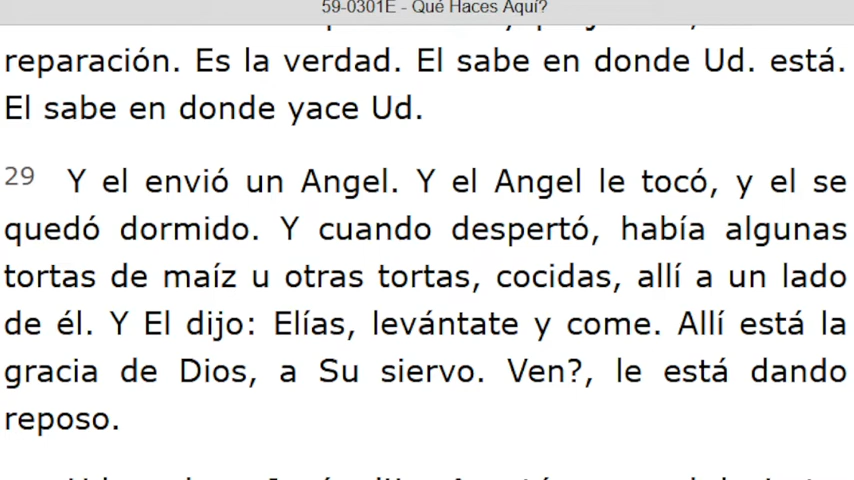 59-0301E - Qué Haces Aquí?
reparación. Es la verdad. El sabe en donde Ud. está.
El sabe en donde yace Ud.
29 Y el envió un Angel. Y el Angel le tocó, y el se
quedó dormido. Y cuando despertó, había algunas
tortas de maíz u otras tortas, cocidas, allí a un lado
de él. Y El dijo: Elías, levántate y come. Allí está la
gracia de Dios, a Su siervo. Ven?, le está dando
reposo.